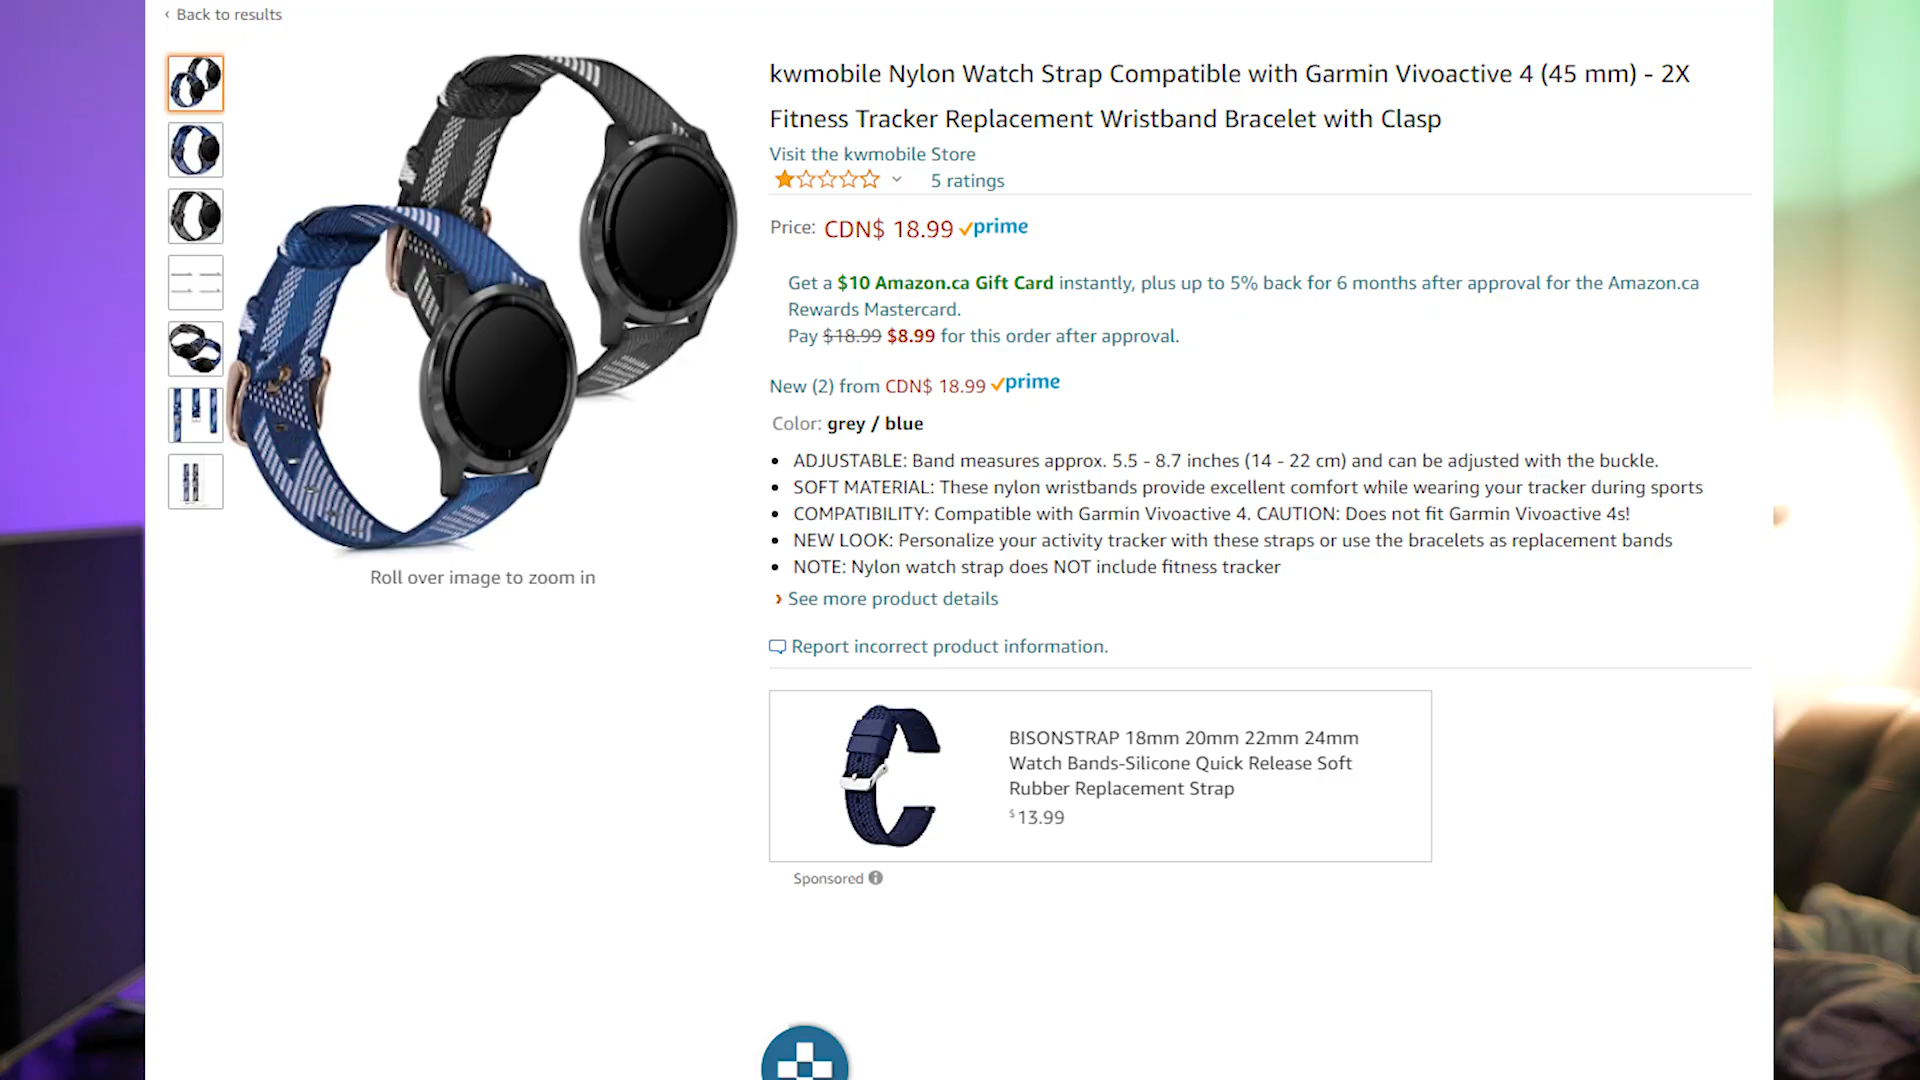 ‹ Back to results
kwmobile Nylon Watch Strap Compatible with Garmin Vivoactive 4 (45 mm) - 2X
Fitness Tracker Replacement Wristband Bracelet with Clasp
Visit the kwmobile Store
5 ratings
Price: CDN$ 18.99 prime
Get a $10 Amazon.ca Gift Card instantly, plus up to 5% back for 6 months after approval for the Amazon.ca
Rewards Mastercard.
Pay $18.99 $8.99 for this order after approval.
New (2) from CDN$ 18.99 prime
Color: grey / blue
• ADJUSTABLE: Band measures approx. 5.5 - 8.7 inches (14 - 22 cm) and can be adjusted with the buckle.
• SOFT MATERIAL: These nylon wristbands provide excellent comfort while wearing your tracker during sports
• COMPATIBILITY: Compatible with Garmin Vivoactive 4. CAUTION: Does not fit Garmin Vivoactive 4s!
• NEW LOOK: Personalize your activity tracker with these straps or use the bracelets as replacement bands
• NOTE: Nylon watch strap does NOT include fitness tracker
Roll over image to zoom in
› See more product details
Report incorrect product information.
BISONSTRAP 18mm 20mm 22mm 24mm
Watch Bands-Silicone Quick Release Soft
Rubber Replacement Strap
$13.99
Sponsored